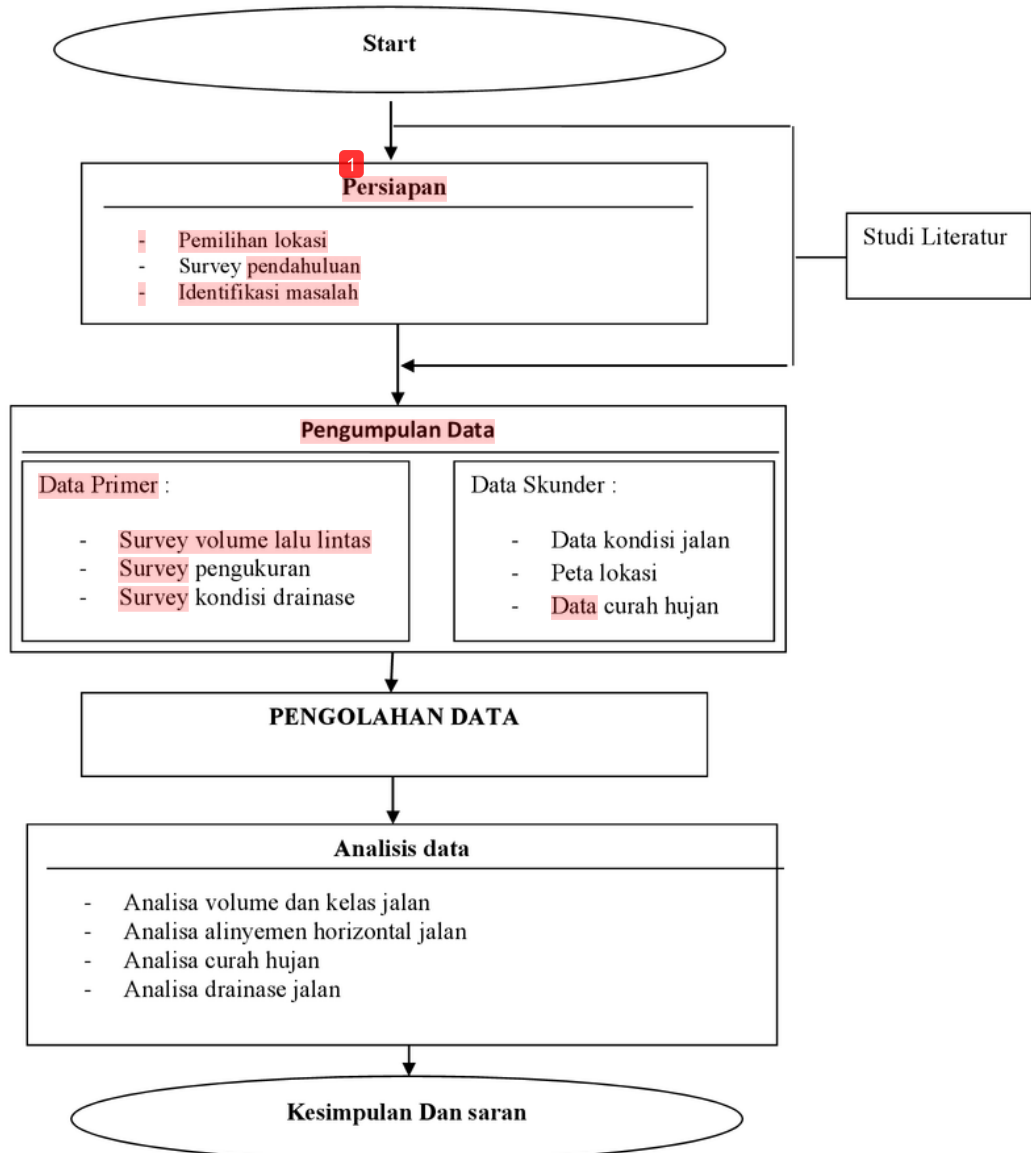 Start
1
Persiapan
- Pemilihan lokasi
- Survey pendahuluan
- Identifikasi masalah
Studi Literatur
Pengumpulan Data
Data Primer :
- Survey volume lalu lintas
- Survey pengukuran
- Survey kondisi drainase
Data Skunder :
- Data kondisi jalan
- Peta lokasi
- Data curah hujan
PENGOLAHAN DATA
Analisis data
- Analisa volume dan kelas jalan
- Analisa alinyemen horizontal jalan
- Analisa curah hujan
- Analisa drainase jalan
Kesimpulan Dan saran